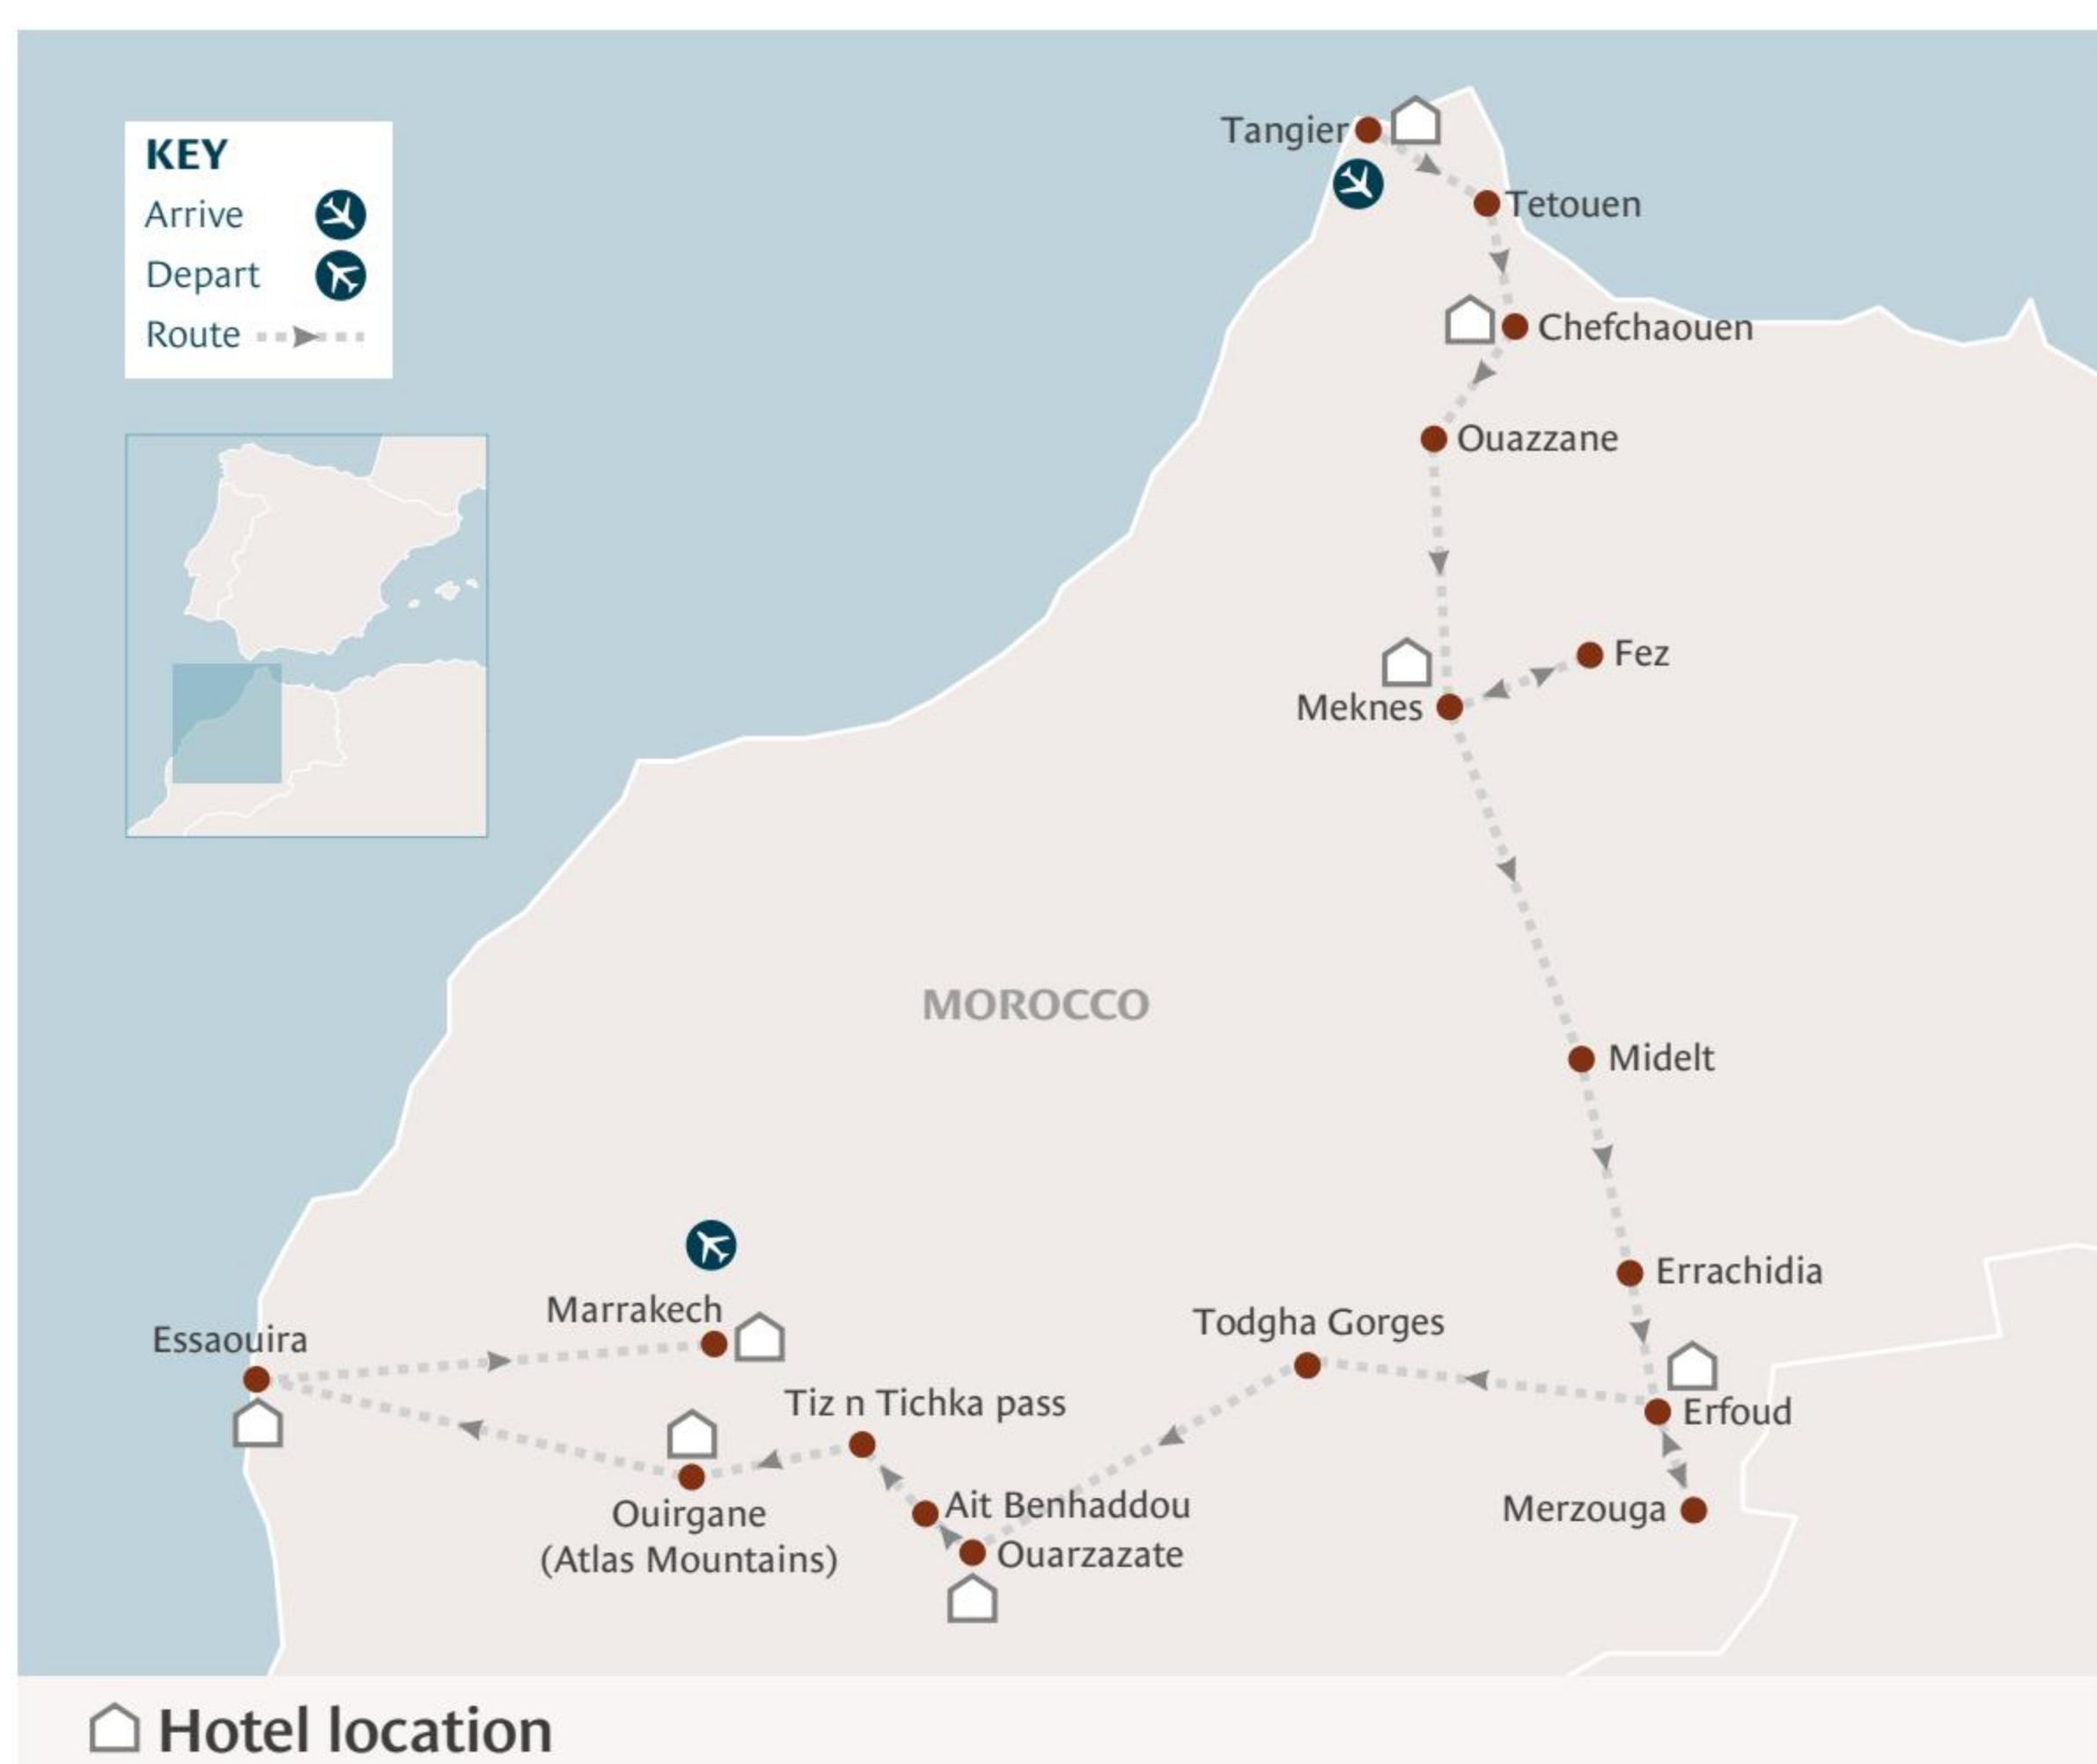 KEY
Arrive
Depart
Route
Tangier
Tetouen
Chefchaouen
Ouazzane
Fez
Meknes
MOROCCO
Midelt
Errachidia
Marrakech
Todgha Gorges
Essaouira
Tiz n Tichka pass
Erfoud
Ouirgane
(Atlas Mountains)
Ait Benhaddou
Merzouga
Ouarzazate
Hotel location